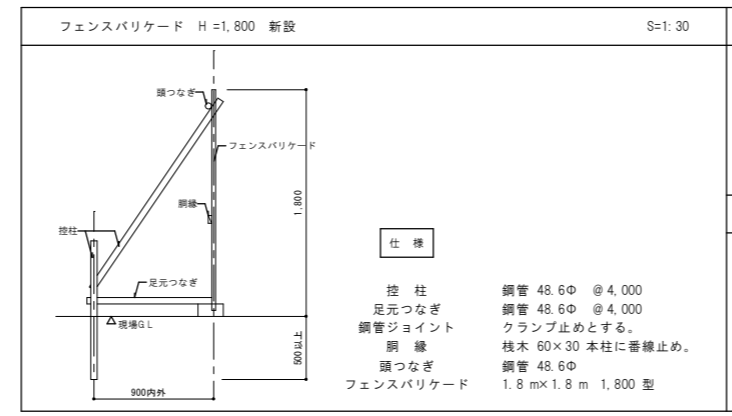 フェンスバリケード H =1,800 新設
S=1:30
頭つなぎ
フェンスバリケード
1,800
胴縁
控柱
足元つなぎ
現場GL
500以上
900内外
仕 様
控 柱 鋼管 48.6Φ @4,000
足元つなぎ 鋼管 48.6Φ @4,000
鋼管ジョイント クランプ止めとする。
胴 縁 桟木 60×30 本柱に番線止め。
頭つなぎ 鋼管 48.6Φ
フェンスバリケード 1.8 m×1.8 m 1,800 型